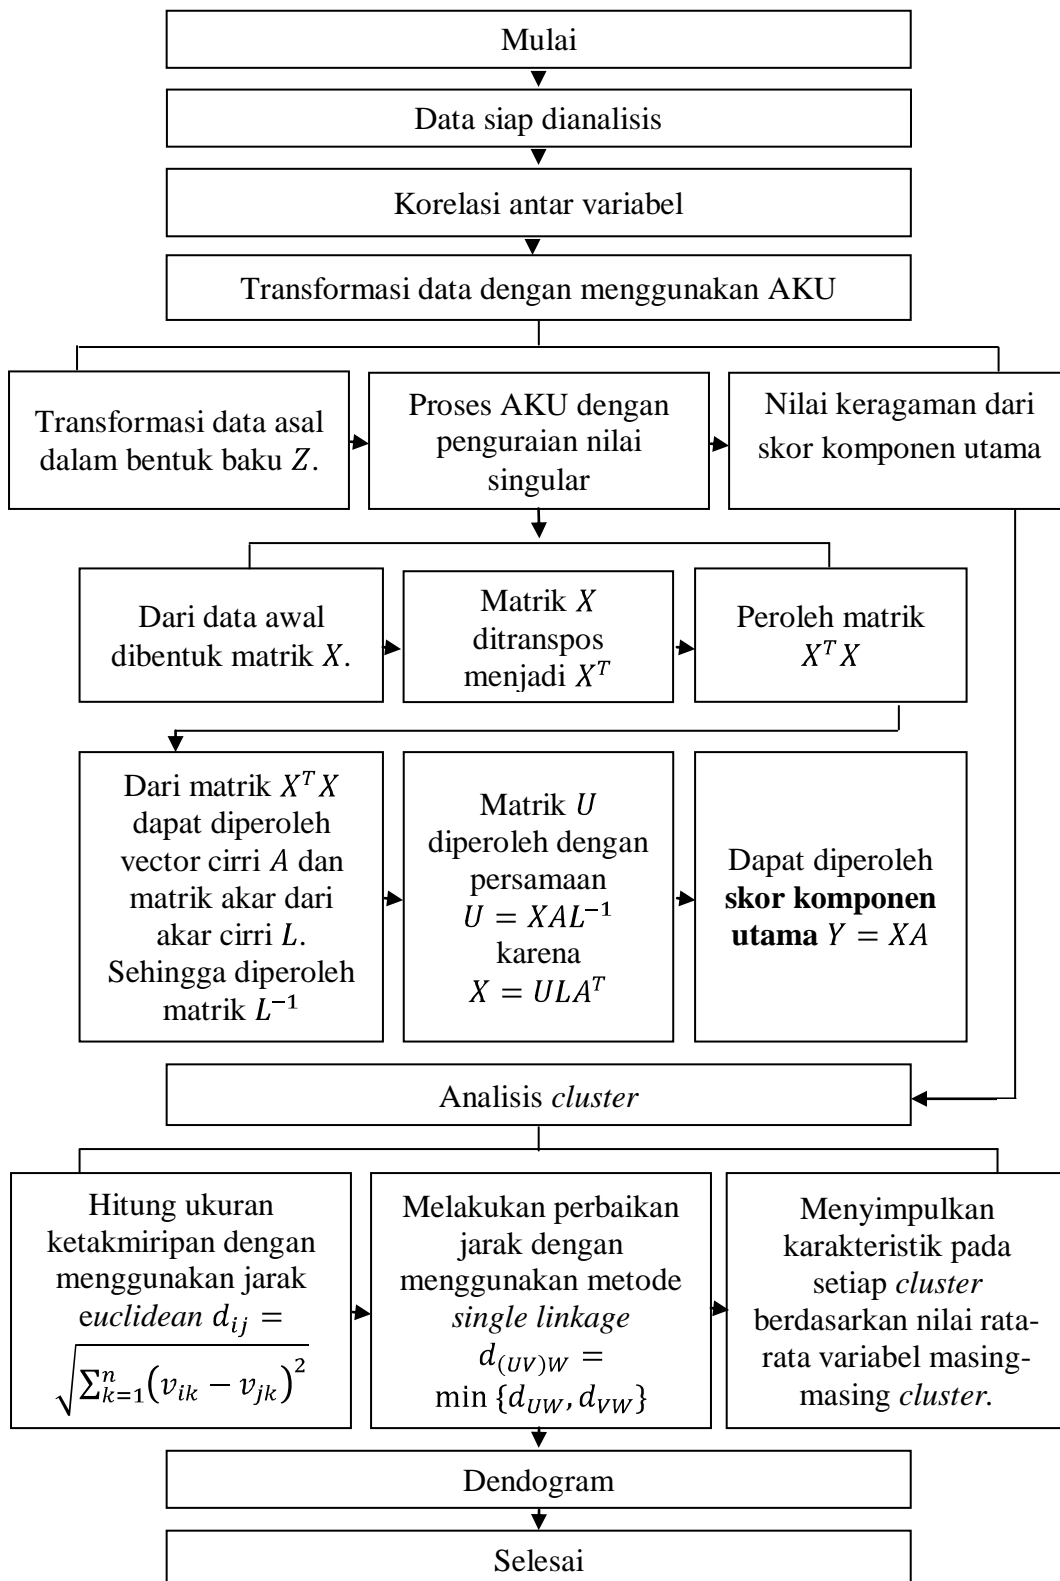 Mulai
Data siap dianalisis
Korelasi antar variabel
Transformasi data dengan menggunakan AKU
Transformasi data asal
dalam bentuk baku Z.
Proses AKU dengan
penguraian nilai
singular
Nilai keragaman dari
skor komponen utama
Dari data awal
dibentuk matrik X.
Matrik X
ditranspos
menjadi X^T
Peroleh matrik
X^T X
Dari matrik X^T X
dapat diperoleh
vector cirri A dan
matrik akar dari
akar cirri L.
Sehingga diperoleh
matrik L^{-1}
Matrik U
diperoleh dengan
persamaan
U = XAL^{-1}
karena
X = ULA^T
Dapat diperoleh
skor komponen
utama Y = XA
Analisis cluster
Hitung ukuran
ketakmiripan dengan
menggunakan jarak
euclidean d_{ij} =
\sqrt{\sum_{k=1}^{n}(v_{ik} − v_{jk})^2}
Melakukan perbaikan
jarak dengan
menggunakan metode
single linkage
d_{(UV)W} =
min {d_{UW}, d_{VW}}
Menyimpulkan
karakteristik pada
setiap cluster
berdasarkan nilai rata-
rata variabel masing-
masing cluster.
Dendogram
Selesai